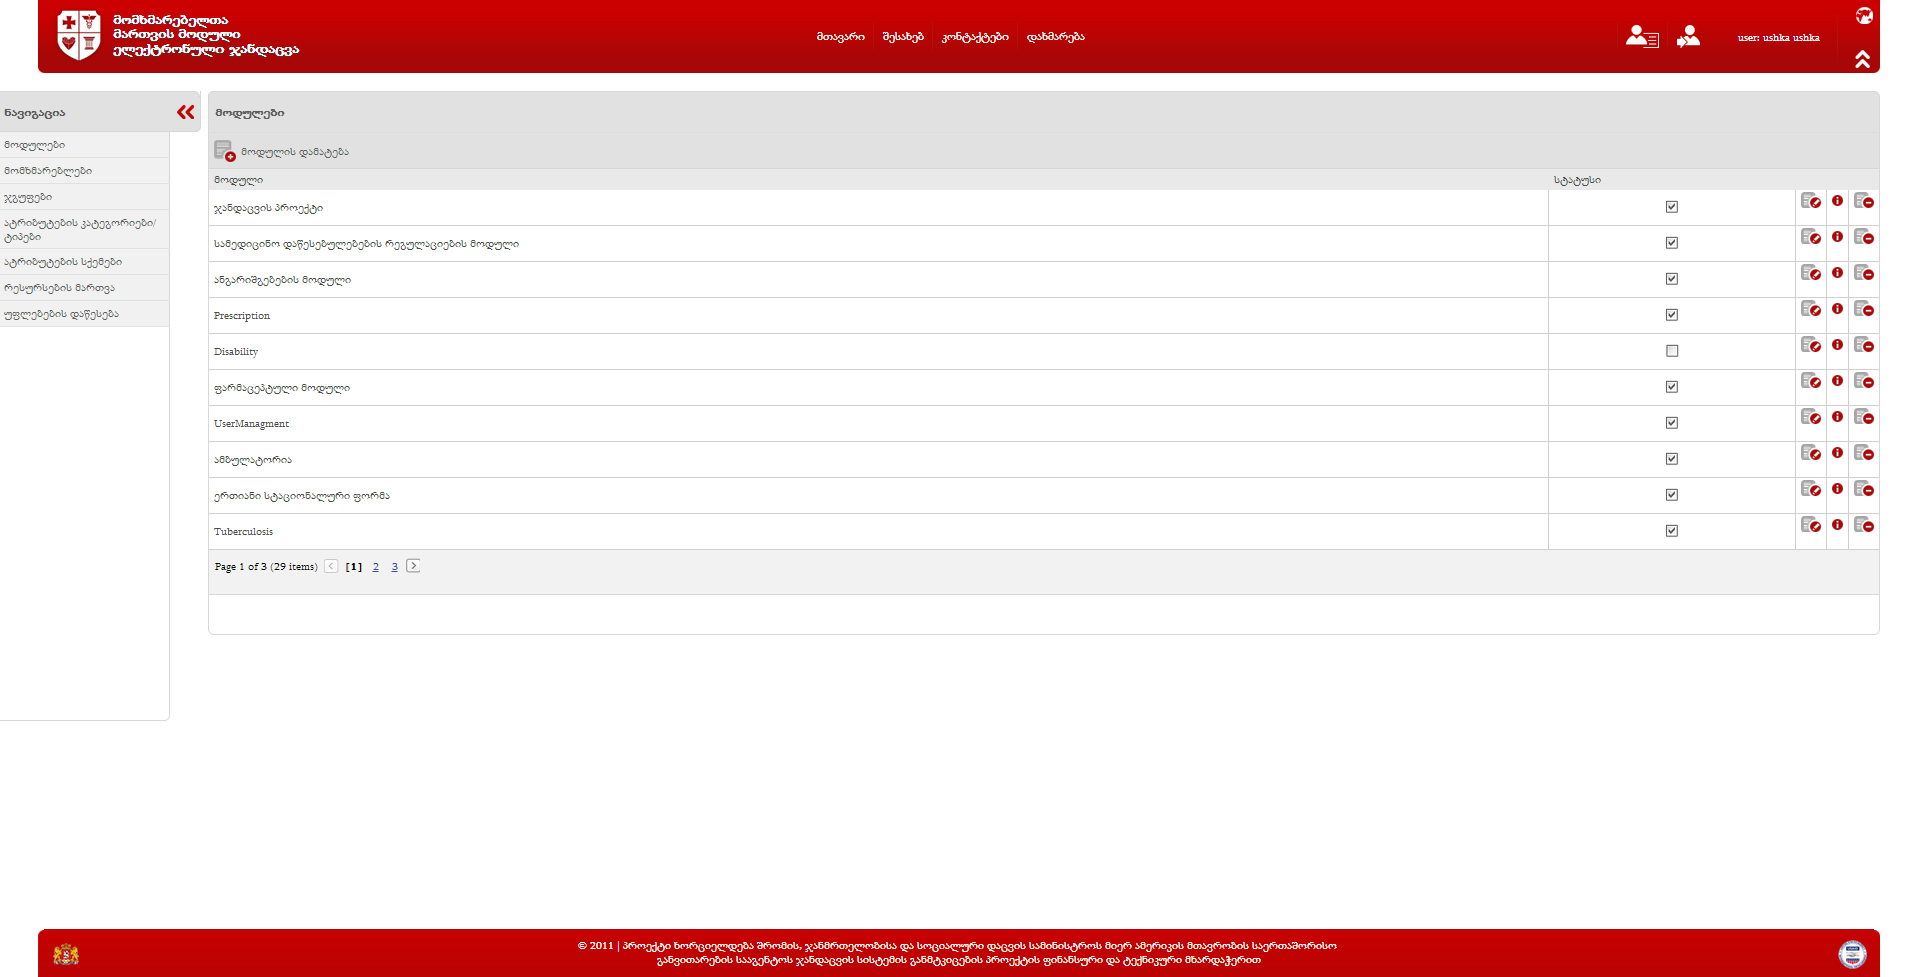 მომხმარებელთა
მართვის მოდული
ელექტრონული ჯანდაცვა
მთავარი შესახებ კონტაქტები დახმარება
user: ushka ushka
ნავიგაცია
მოდულები
მომხმარებლები
ჯგუფები
ატრიბუტების კატეგორიები/
ტიპები
ატრიბუტების სქემები
რესურსების მართვა
უფლებების დაწესება
მოდულები
მოდულის დამატება
მოდული სტატუსი
ჯანდაცვის პროექტი
სამედიცინო დაწესებულებების რეგულაციების მოდული
ანგარიშგებების მოდული
Prescription
Disability
ფარმაცეპტული მოდული
UserManagment
ამბულატორია
ერთიანი სტაციონალური ფორმა
Tuberculosis
Page 1 of 3 (29 items) [1] 2 3
© 2011 | პროექტი ხორციელდება შრომის, ჯანმრთელობისა და სოციალური დაცვის სამინისტროს მიერ ამერიკის მთავრობის საერთაშორისო
განვითარების სააგენტოს ჯანდაცვის სისტემის განმტკიცების პროექტის ფინანსური და ტექნიკური მხარდაჭერით